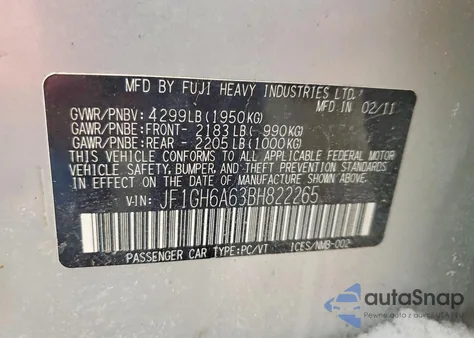 MFD BY FUJI HEAVY INDUSTRIES LTD.
MFD IN 02/11
GVWR/PNBV: 4299LB (1950KG)
GAWR/PNBE: FRONT- 2183LB(- 990KG)
GAWR/PNBE: REAR - 2205LB(1000KG)
THIS VEHICLE CONFORMS TO ALL APPLICABLE FEDERAL MOTOR
VEHICLE SAFETY, BUMPER, AND THEFT PREVENTION STANDARDS
IN EFFECT ON THE DATE OF MANUFACTURE SHOWN ABOVE.
V-I-N: JF1GH6A63BH822265
PASSENGER CAR TYPE:PC/VT ICES/NMB-002
autoSnap
Pewne auto z USA